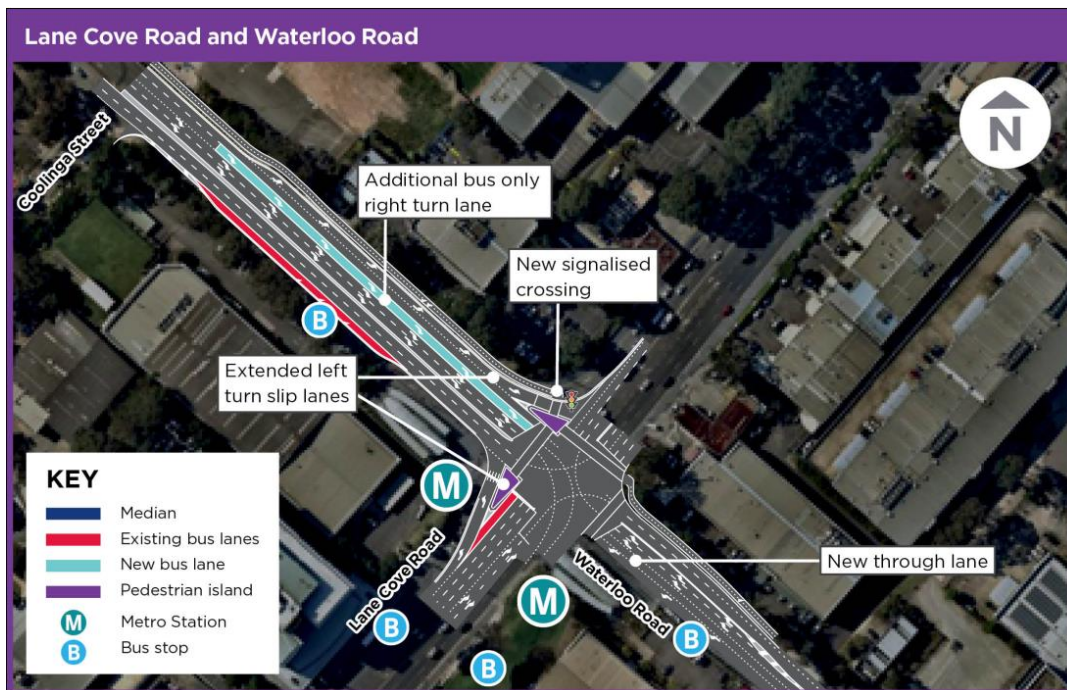 Lane Cove Road and Waterloo Road
N
Coolinga Street
Additional bus only
right turn lane
New signalised
crossing
B
Extended left
turn slip lanes
M
KEY
Median
Existing bus lanes
New bus lane
Pedestrian island
M Metro Station
B Bus stop
Lane Cove Road
B
M
B
Waterloo Road
B
New through lane